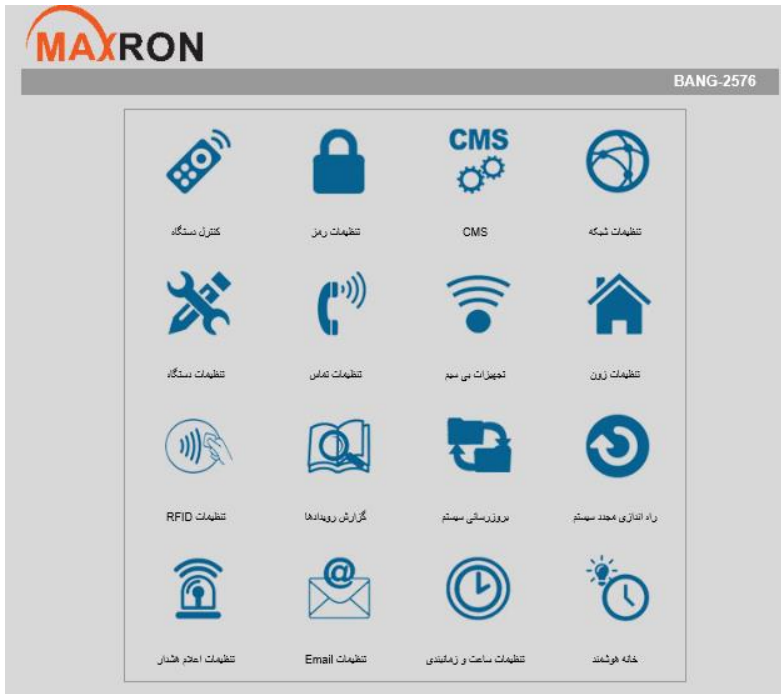 MAXRON
BANG-2576
CMS
تنظیمات شبکه
CMS
تنظیمات رمز
کنترل دستگاه
تنظیمات زون
تجهیزات بی سیم
تنظیمات تماس
تنظیمات دستگاه
راه اندازی مجدد سیستم
بروزرسانی سیستم
گزارش رویدادها
تنظیمات RFID
@
خانه هوشمند
تنظیمات ساعت و زمانبندی
تنظیمات Email
تنظیمات اعلام هشدار